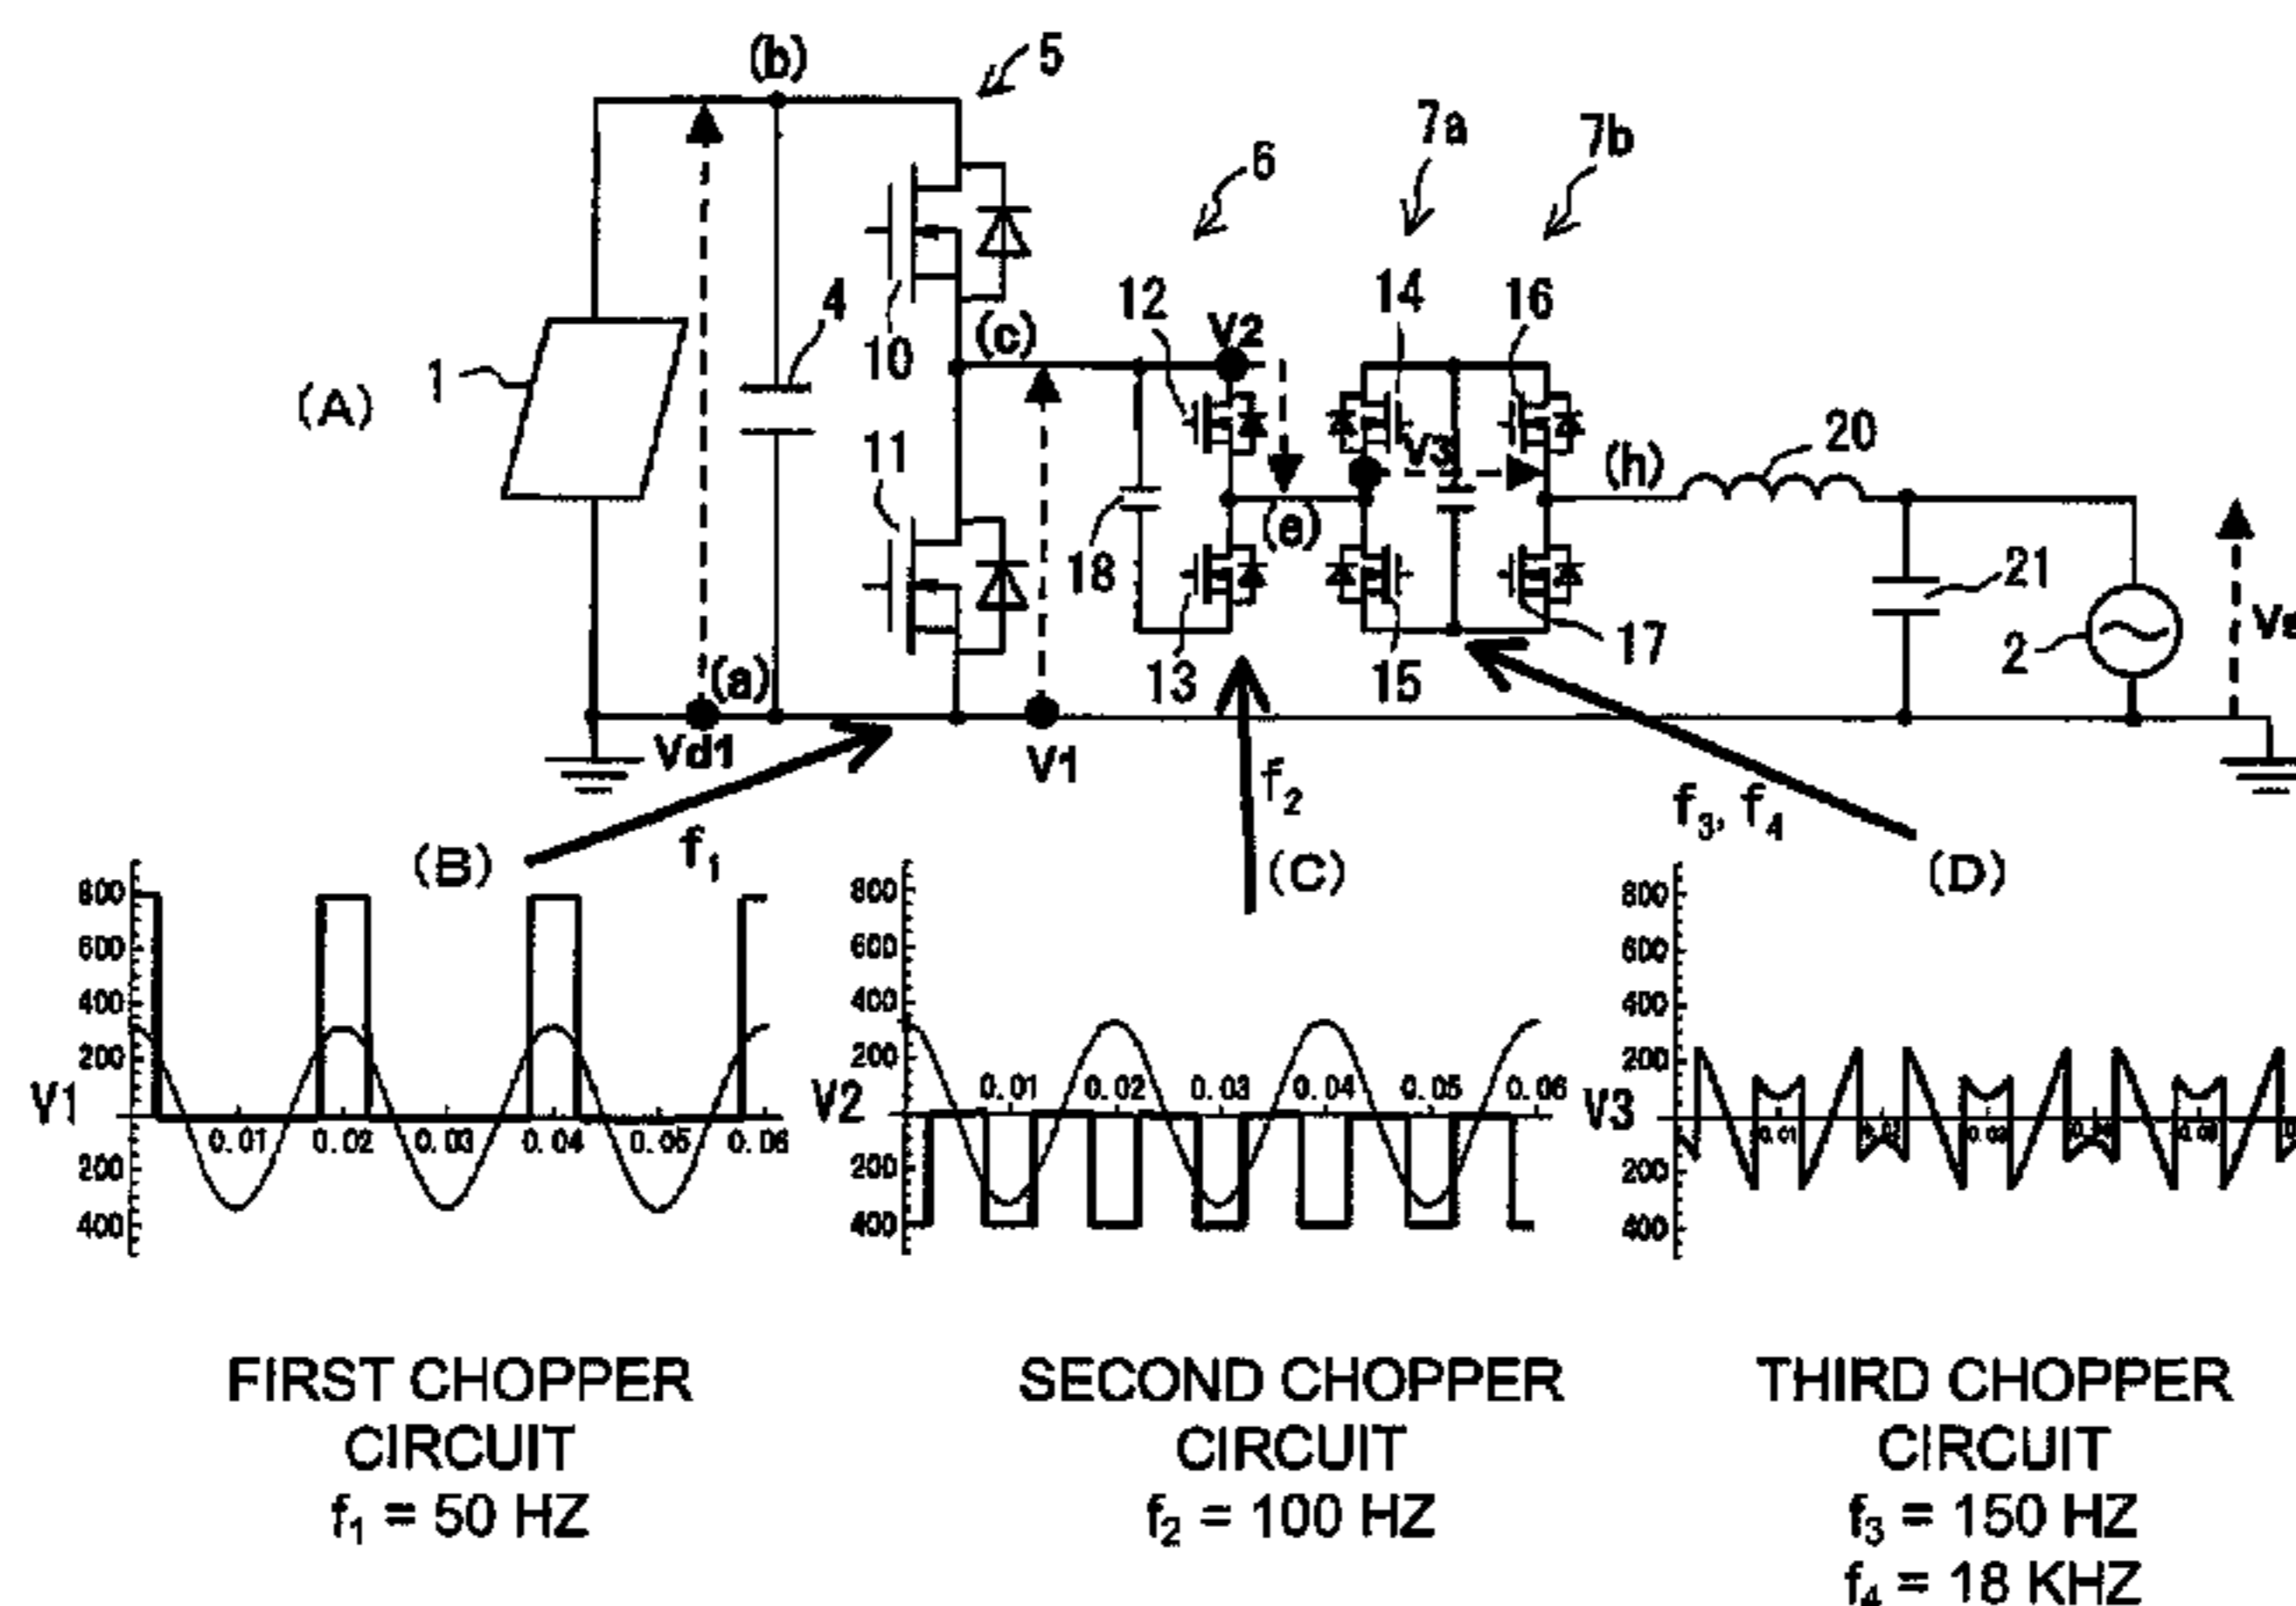 (b)
5
7a
7b
6
4
12
14
16
V2
1
(A)
10
(c)
V3
(h)
20
11
(e)
18
21
13
15
17
2
(a)
Vd1
V1
f2
f3, f4
(B)
f1
(C)
(D)
800
600
400
200
V1
0.01 0.02 0.03 0.04 0.05 0.06
200
400
800
600
400
200
V2
0.01 0.02 0.03 0.04 0.05 0.06
200
400
800
600
400
200
V3
200
400
FIRST CHOPPER
CIRCUIT
f1 = 50 HZ
SECOND CHOPPER
CIRCUIT
f2 = 100 HZ
THIRD CHOPPER
CIRCUIT
f3 = 150 HZ
f4 = 18 KHZ